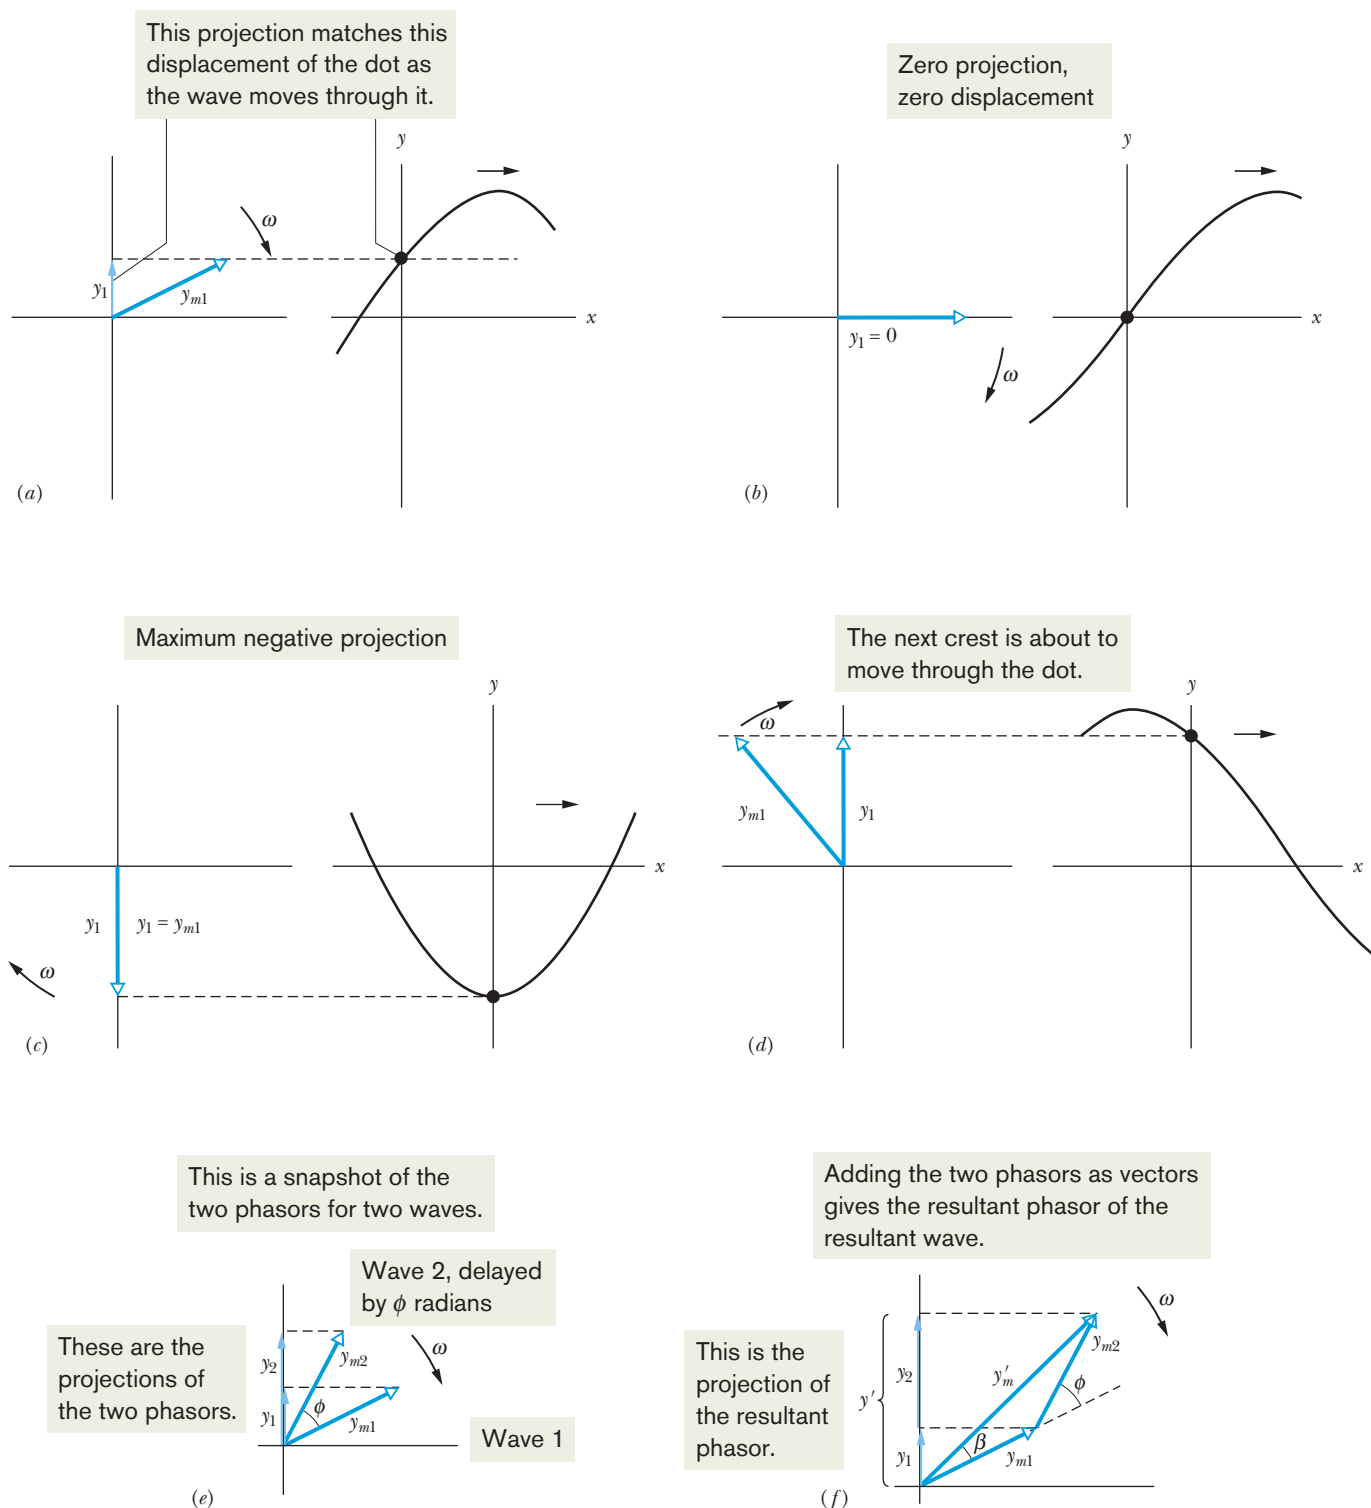 This projection matches this
displacement of the dot as
the wave moves through it.
y
ω
y1
ym1
x
(a)
Zero projection,
zero displacement
y
x
y1 = 0
ω
(b)
Maximum negative projection
y
x
y1
y1 = ym1
ω
(c)
The next crest is about to
move through the dot.
y
ω
ym1
y1
x
(d)
This is a snapshot of the
two phasors for two waves.
Wave 2, delayed
by ϕ radians
These are the
projections of
the two phasors.
ω
y2
ym2
y1
ϕ
ym1
Wave 1
(e)
Adding the two phasors as vectors
gives the resultant phasor of the
resultant wave.
ω
This is the
projection of
the resultant
phasor.
y′
y2
y′m
ym2
ϕ
y1
β
ym1
(f)